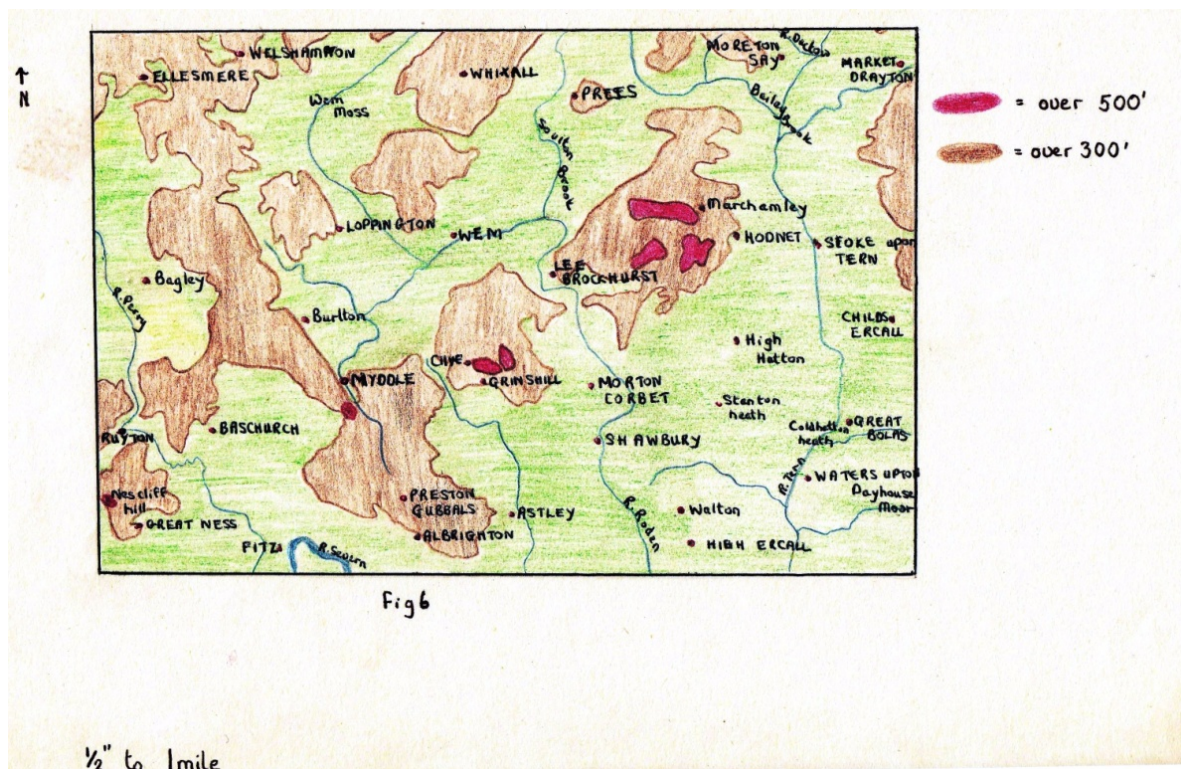 ↑
N
WELSHAMPTON
ELLESMERE
WHIXALL
MORETON
SAY
R. Duckow
MARKET
DRAYTON
PREES
Wem
Moss
Bailey Brook
Soulton
Brook
= over 500'
= over 300'
Marchamley
LOPPINGTON
WEM
HODNET
STOKE upon
TERN
LEE
BROCKHURST
Bagley
R. Perry
Burlton
CHILDS
ERCALL
High
Hatton
CLIVE
GRINSHILL
MYDDLE
MORTON
CORBET
Stanton
heath
BASCHURCH
RUYTON
SHAWBURY
Coldhatton
heath
GREAT
BOLAS
R. Tern
WATERS UPTON
Dayhouse
Moor
Nescliff
hill
GREAT NESS
PRESTON
GUBBALS
ASTLEY
R. Roden
Walton
ALBRIGHTON
FITZ
R. Severn
HIGH ERCALL
Fig 6
½" to 1mile